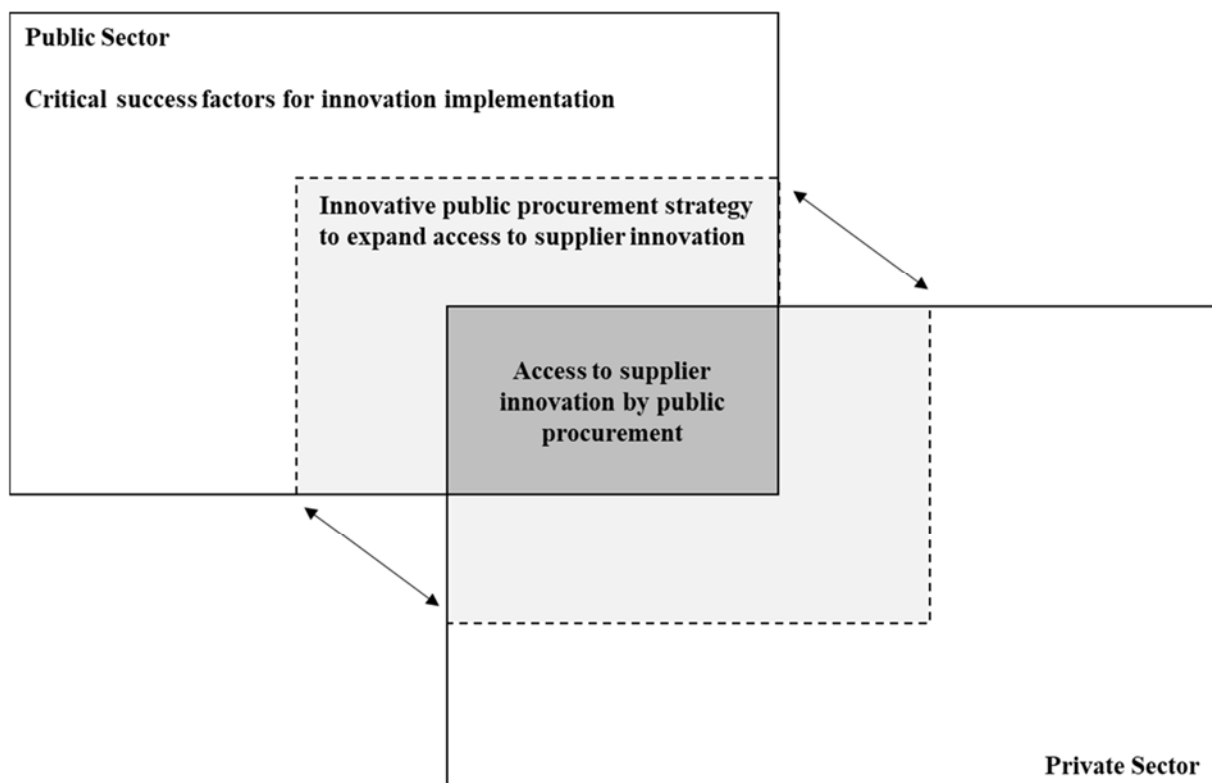 Public Sector
Critical success factors for innovation implementation
Innovative public procurement strategy
to expand access to supplier innovation
Access to supplier
innovation by public
procurement
Private Sector